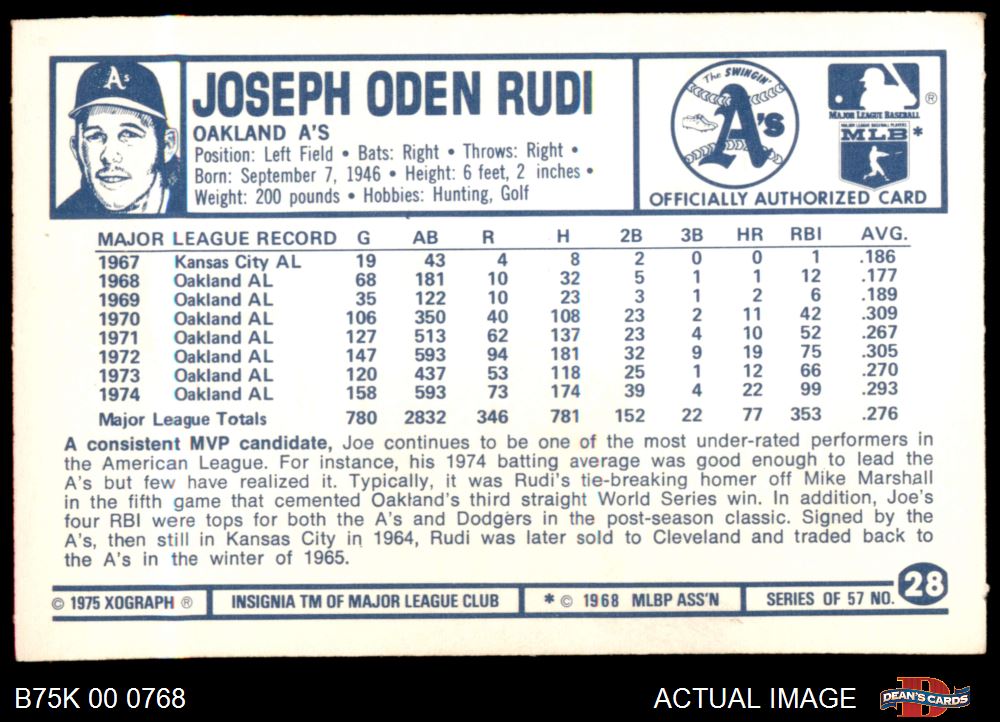 A's
JOSEPH ODEN RUDI
OAKLAND A'S
Position: Left Field • Bats: Right • Throws: Right •
Born: September 7, 1946 • Height: 6 feet, 2 inches •
Weight: 200 pounds • Hobbies: Hunting, Golf
The SWINGIN'
A's
MAJOR LEAGUE BASEBALL ®
MAJOR LEAGUE BASEBALL PLAYERS
MLB *
OFFICIALLY AUTHORIZED CARD
MAJOR LEAGUE RECORD G AB R H 2B 3B HR RBI AVG.
1967 Kansas City AL 19 43 4 8 2 0 0 1 .186
1968 Oakland AL 68 181 10 32 5 1 1 12 .177
1969 Oakland AL 35 122 10 23 3 1 2 6 .189
1970 Oakland AL 106 350 40 108 23 2 11 42 .309
1971 Oakland AL 127 513 62 137 23 4 10 52 .267
1972 Oakland AL 147 593 94 181 32 9 19 75 .305
1973 Oakland AL 120 437 53 118 25 1 12 66 .270
1974 Oakland AL 158 593 73 174 39 4 22 99 .293
Major League Totals 780 2832 346 781 152 22 77 353 .276
A consistent MVP candidate, Joe continues to be one of the most under-rated performers in
the American League. For instance, his 1974 batting average was good enough to lead the
A's but few have realized it. Typically, it was Rudi's tie-breaking homer off Mike Marshall
in the fifth game that cemented Oakland's third straight World Series win. In addition, Joe's
four RBI were tops for both the A's and Dodgers in the post-season classic. Signed by the
A's, then still in Kansas City in 1964, Rudi was later sold to Cleveland and traded back to
the A's in the winter of 1965.
© 1975 XOGRAPH ® INSIGNIA TM OF MAJOR LEAGUE CLUB * © 1968 MLBP ASS'N SERIES OF 57 NO. 28
B75K 00 0768 ACTUAL IMAGE DEAN'S CARDS